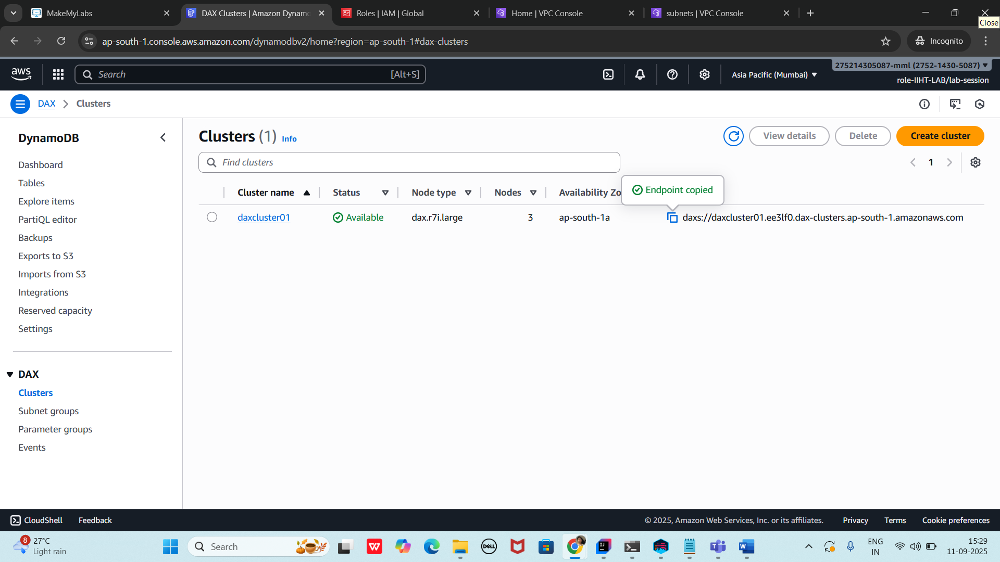 MakeMyLabs
DAX Clusters | Amazon Dynamo
Roles | IAM | Global
Home | VPC Console
subnets | VPC Console
Close
ap-south-1.console.aws.amazon.com/dynamodbv2/home?region=ap-south-1#dax-clusters
Incognito
aws
Search
[Alt+S]
Asia Pacific (Mumbai)
275214305087-mml (2752-1430-5087)
role-IIHT-LAB/lab-session
DAX
Clusters
DynamoDB
Dashboard
Tables
Explore items
PartiQL editor
Backups
Exports to S3
Imports from S3
Integrations
Reserved capacity
Settings
DAX
Clusters
Subnet groups
Parameter groups
Events
Clusters (1) Info
View details
Delete
Create cluster
Find clusters
1
Cluster name
Status
Node type
Nodes
Availability Zo
Endpoint copied
daxcluster01
Available
dax.r7i.large
3
ap-south-1a
daxs://daxcluster01.ee3lf0.dax-clusters.ap-south-1.amazonaws.com
CloudShell
Feedback
© 2025, Amazon Web Services, Inc. or its affiliates.
Privacy
Terms
Cookie preferences
8
27°C
Light rain
Search
W
DELL
IJ
T
W
ENG
IN
15:29
11-09-2025